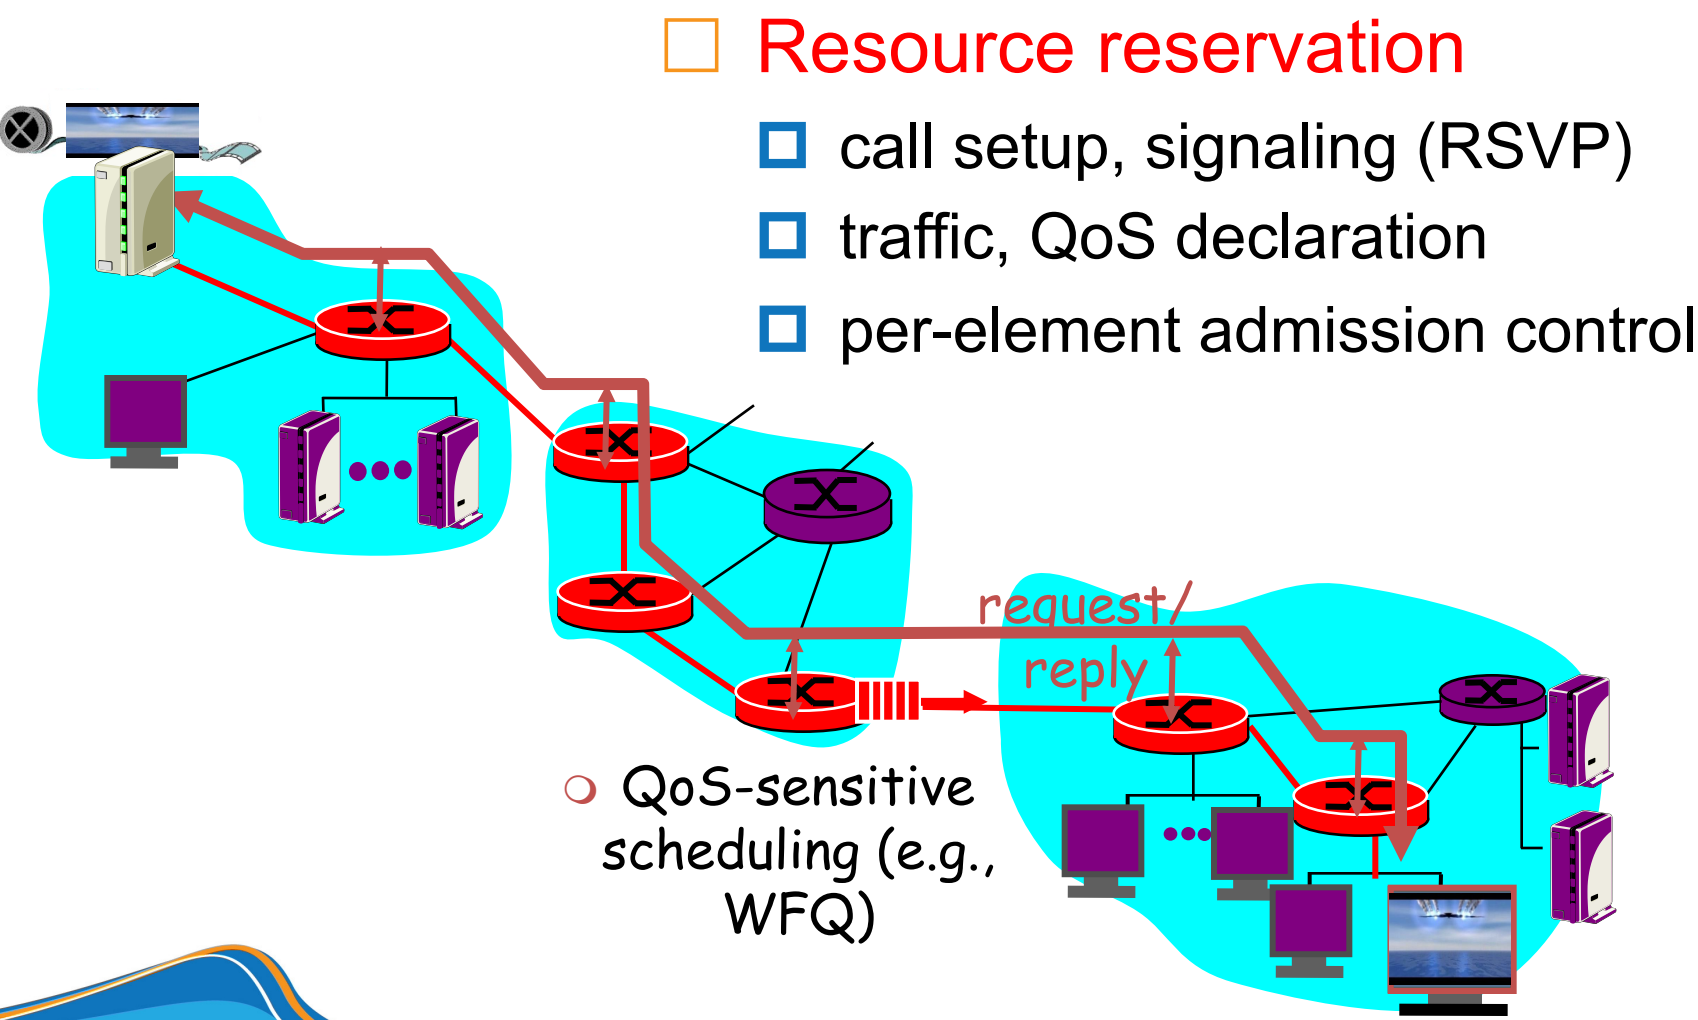 Resource reservation
call setup, signaling (RSVP)
traffic, QoS declaration
per-element admission control
request/
reply
QoS-sensitive
scheduling (e.g.,
WFQ)